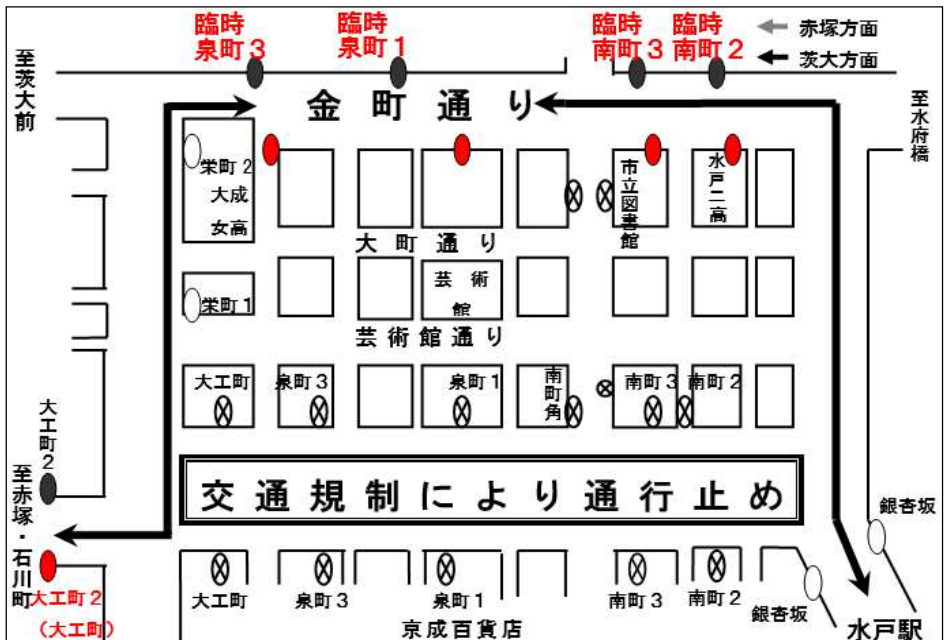 臨時
泉町3
臨時
泉町1
臨時
南町3
臨時
南町2
赤塚方面
茨大方面
至茨大前
金町通り
至水府橋
栄町2
大成
女高
市立図書館
水戸二高
大町通り
栄町1
芸術
館
芸術館通り
大工町
泉町3
泉町1
南町角
南町3
南町2
大工町2
至赤塚・石川町
交通規制により通行止め
銀杏坂
大工町2
(大工町)
大工町
泉町3
泉町1
南町3
南町2
銀杏坂
京成百貨店
水戸駅